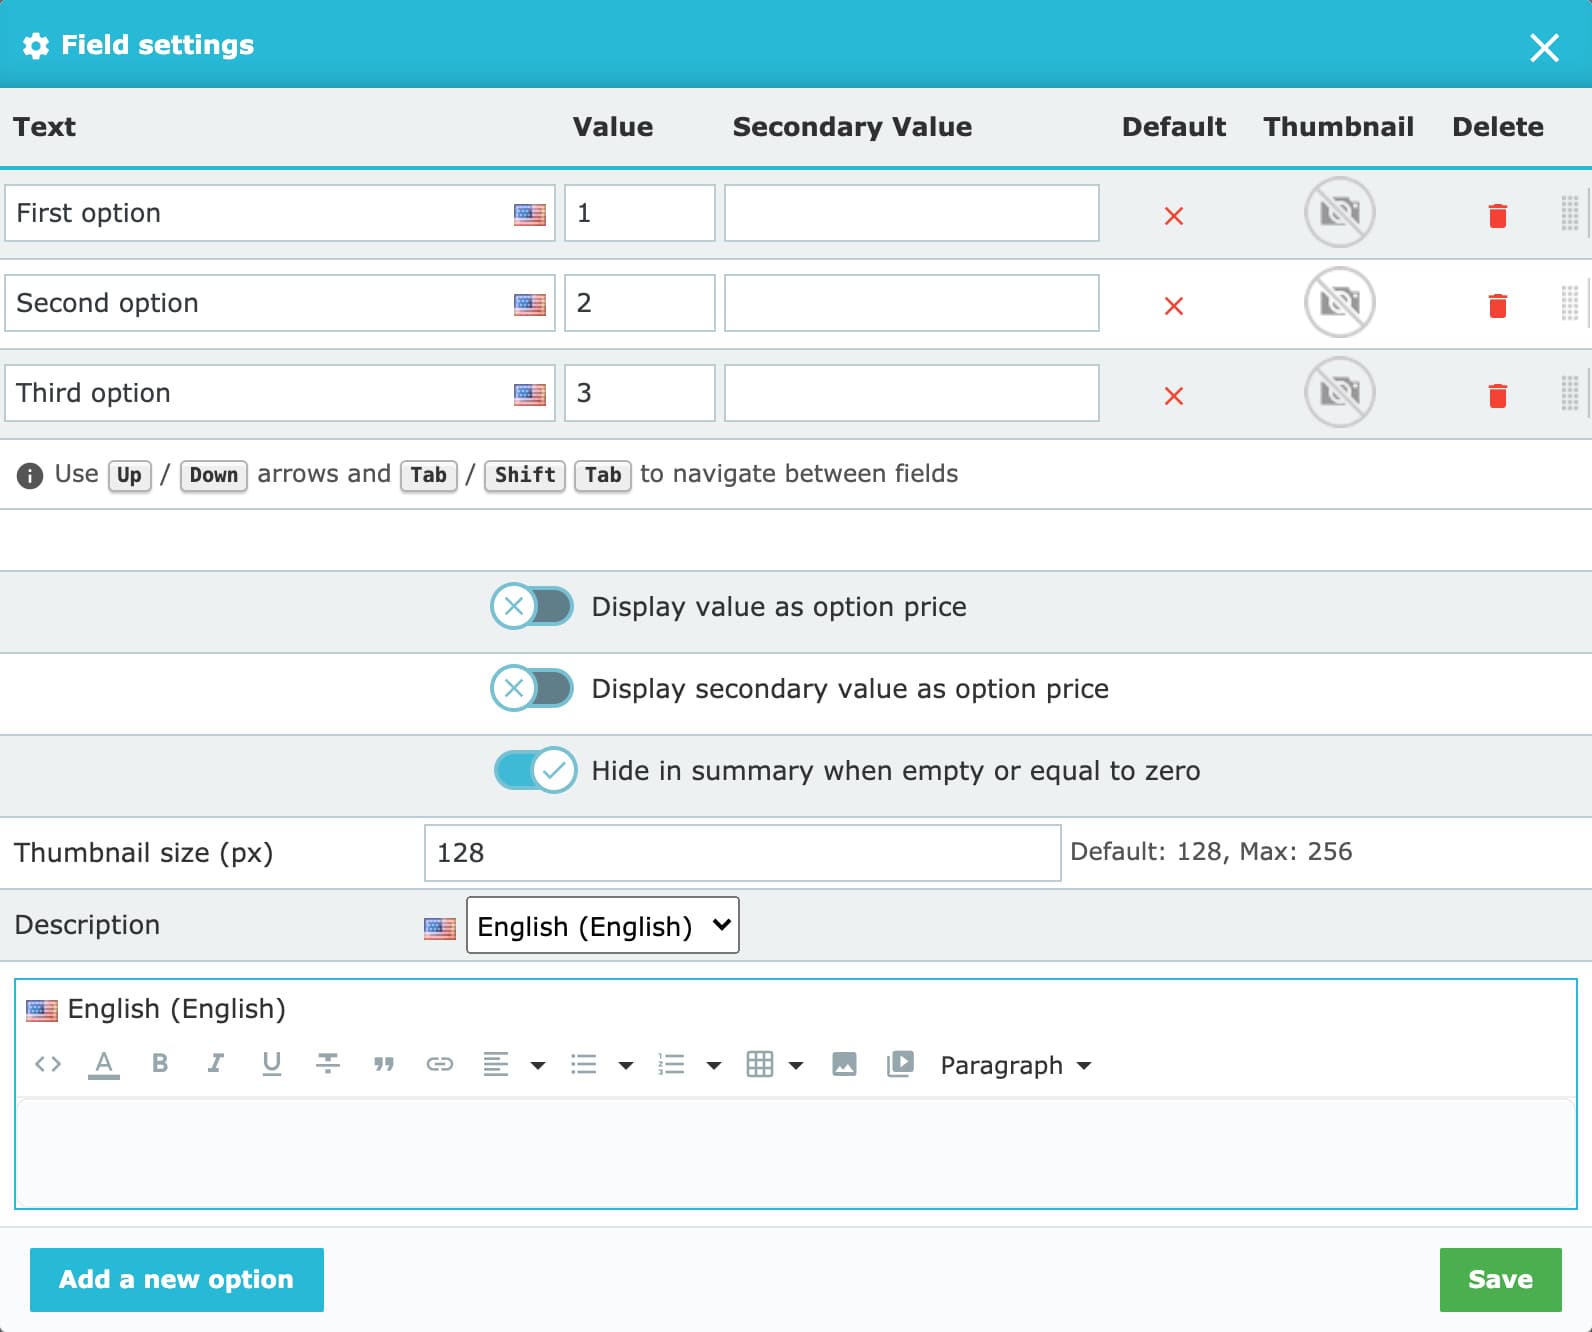 Field settings
Text Value Secondary Value Default Thumbnail Delete
First option 1
Second option 2
Third option 3
Use Up / Down arrows and Tab / Shift Tab to navigate between fields
Display value as option price
Display secondary value as option price
Hide in summary when empty or equal to zero
Thumbnail size (px) 128 Default: 128, Max: 256
Description English (English)
English (English)
A B I U Paragraph
Add a new option Save